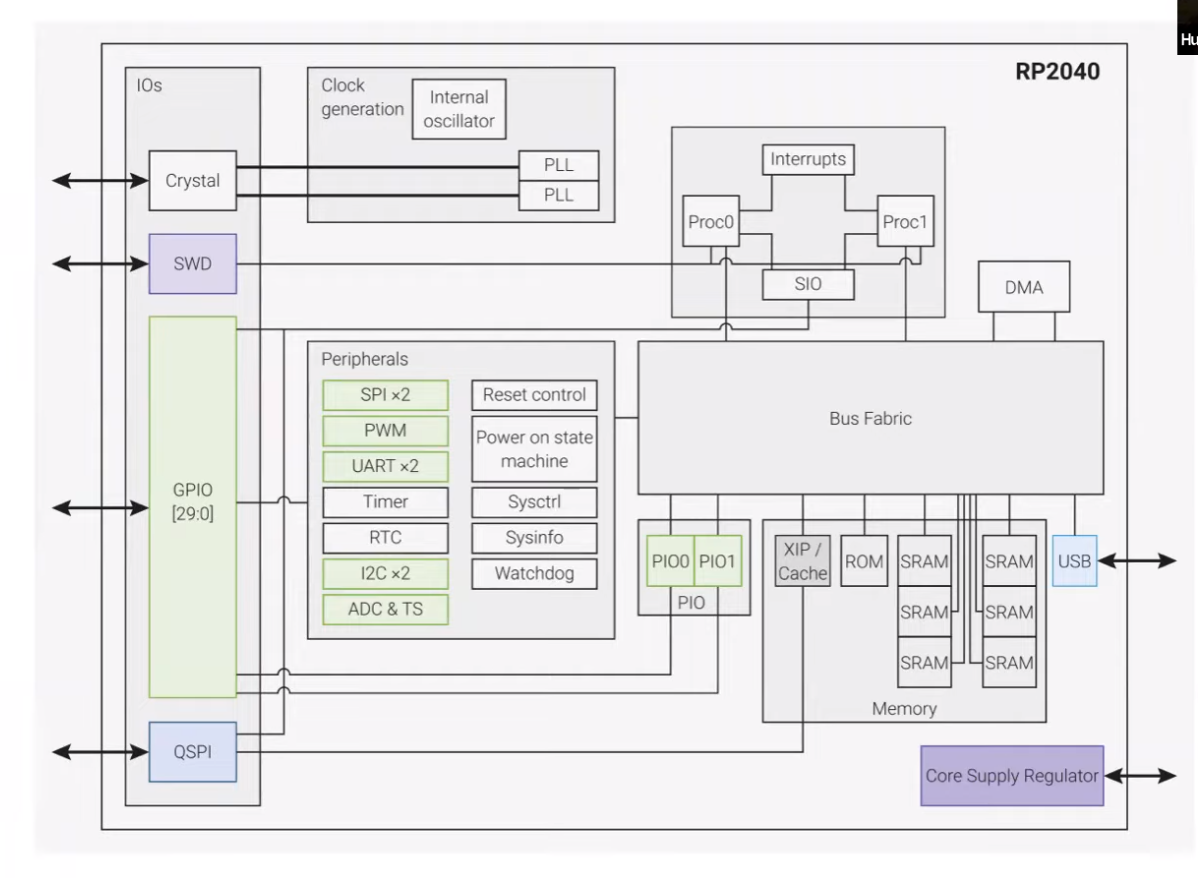 Hu
RP2040
IOs
Clock
generation
Internal
oscillator
Crystal
PLL
PLL
Interrupts
Proc0
Proc1
SWD
SIO
DMA
Peripherals
SPI ×2
Reset control
PWM
Power on state
machine
UART ×2
Timer
Sysctrl
RTC
Sysinfo
I2C ×2
Watchdog
ADC & TS
GPIO
[29:0]
Bus Fabric
PIO0
PIO1
PIO
XIP /
Cache
ROM
SRAM
SRAM
USB
SRAM
SRAM
SRAM
SRAM
Memory
QSPI
Core Supply Regulator